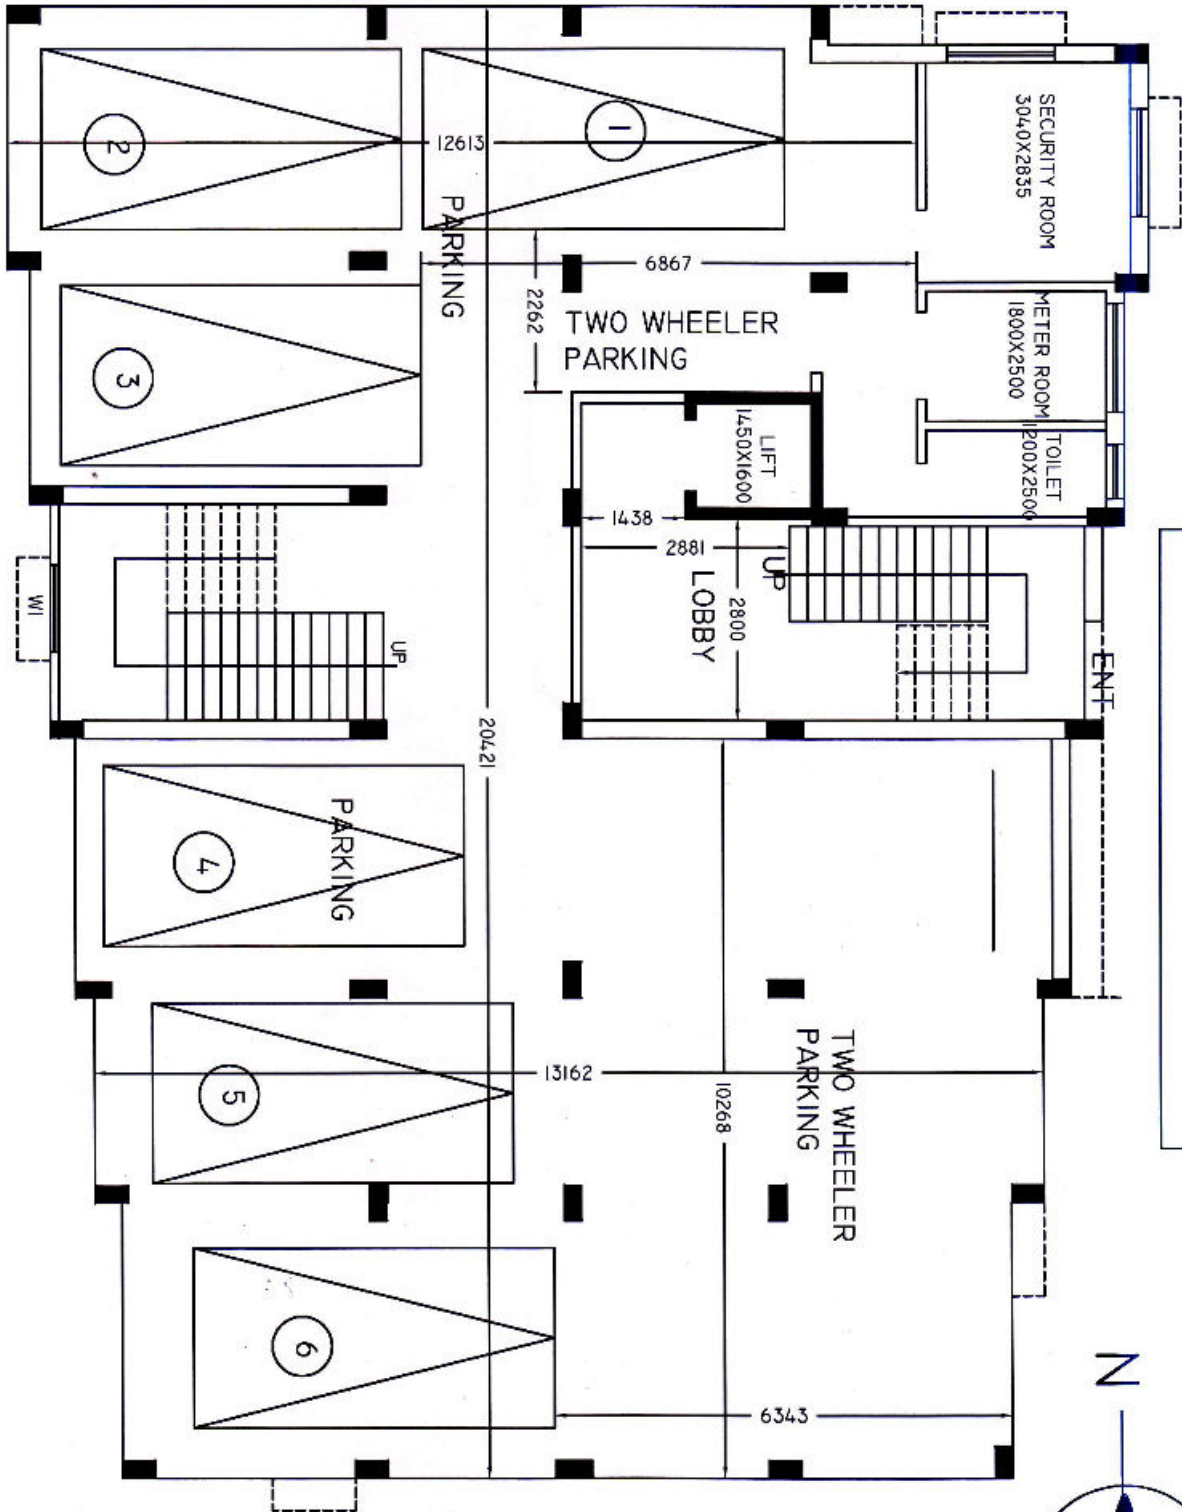 SECURITY ROOM
3040X2835
1
2
12613
PARKING
6867
2262
TWO WHEELER
PARKING
METER ROOM
1800X2500
TOILET
1200X2500
3
LIFT
1450X1600
1438
2881
UP
LOBBY
2800
W1
UP
ENT
20421
PARKING
4
TWO WHEELER
PARKING
13162
10268
5
6
6343
N